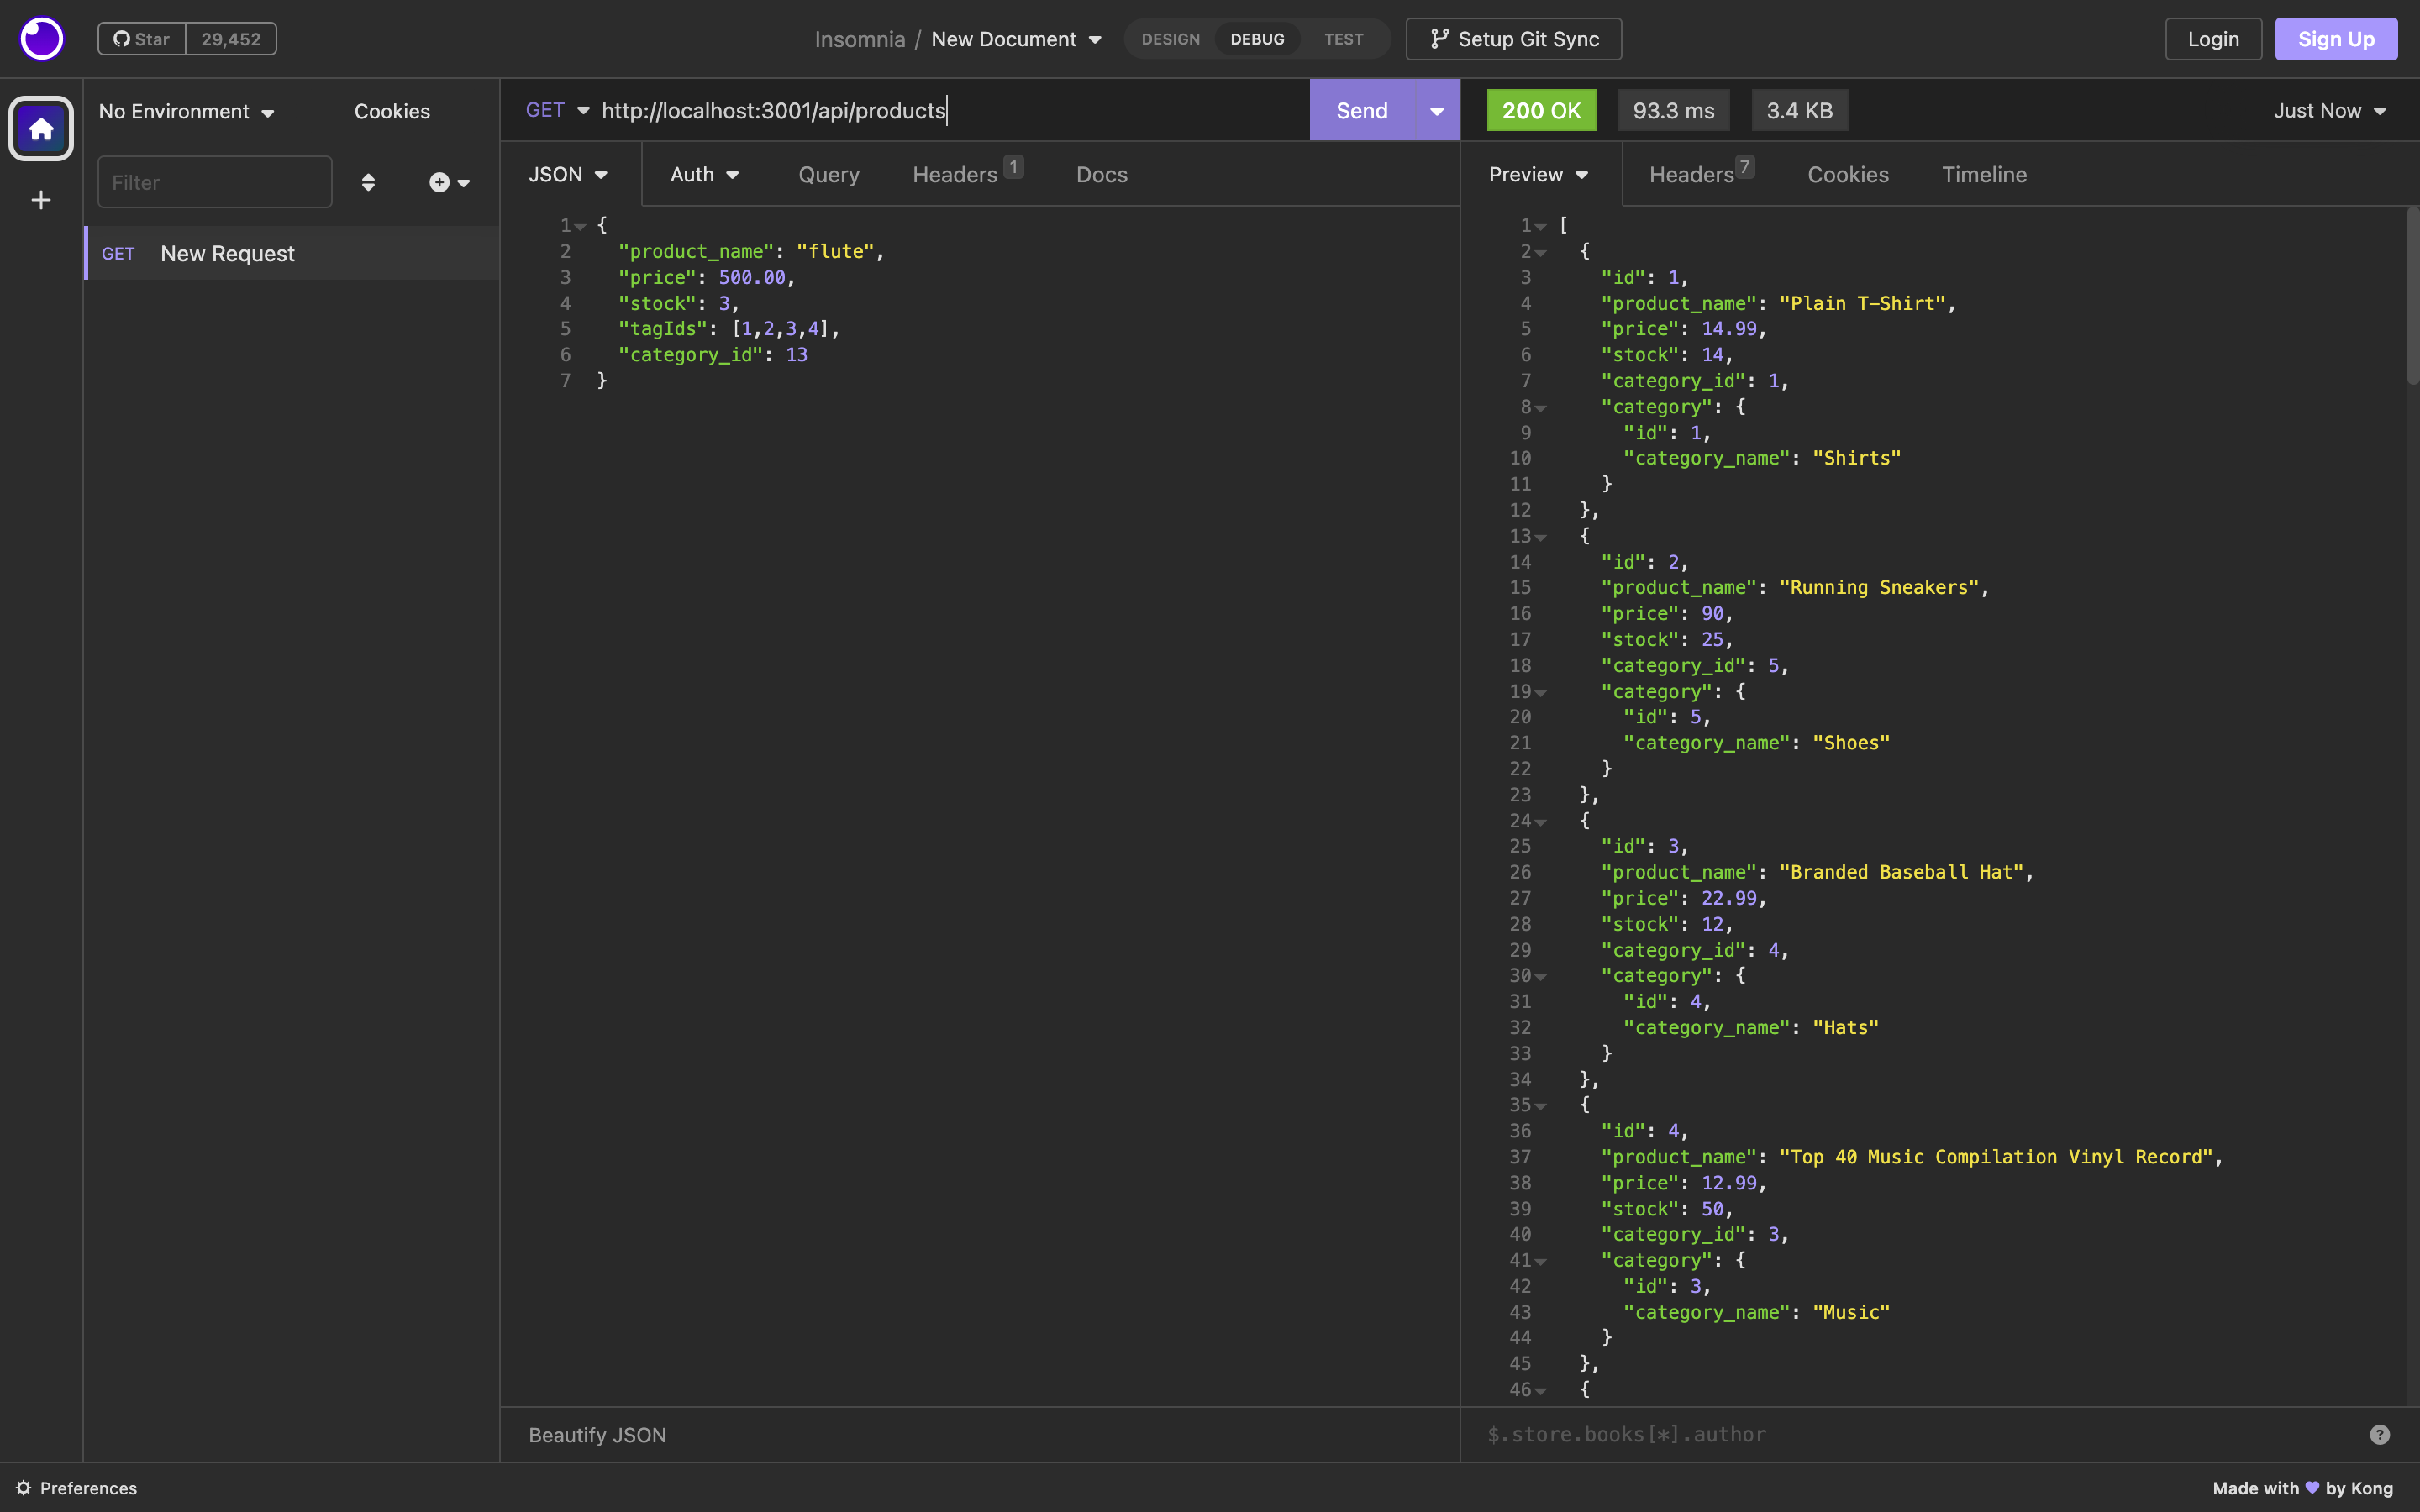 Star 29,452
Insomnia / New Document
DESIGN DEBUG TEST
Setup Git Sync
Login
Sign Up
No Environment
Cookies
Filter
GET New Request
GET http://localhost:3001/api/products
Send
JSON Auth Query Headers 1 Docs
1 {
2 "product_name": "flute",
3 "price": 500.00,
4 "stock": 3,
5 "tagIds": [1,2,3,4],
6 "category_id": 13
7 }
Beautify JSON
200 OK 93.3 ms 3.4 KB
Just Now
Preview Headers 7 Cookies Timeline
1 [
2 {
3 "id": 1,
4 "product_name": "Plain T-Shirt",
5 "price": 14.99,
6 "stock": 14,
7 "category_id": 1,
8 "category": {
9 "id": 1,
10 "category_name": "Shirts"
11 }
12 },
13 {
14 "id": 2,
15 "product_name": "Running Sneakers",
16 "price": 90,
17 "stock": 25,
18 "category_id": 5,
19 "category": {
20 "id": 5,
21 "category_name": "Shoes"
22 }
23 },
24 {
25 "id": 3,
26 "product_name": "Branded Baseball Hat",
27 "price": 22.99,
28 "stock": 12,
29 "category_id": 4,
30 "category": {
31 "id": 4,
32 "category_name": "Hats"
33 }
34 },
35 {
36 "id": 4,
37 "product_name": "Top 40 Music Compilation Vinyl Record",
38 "price": 12.99,
39 "stock": 50,
40 "category_id": 3,
41 "category": {
42 "id": 3,
43 "category_name": "Music"
44 }
45 },
46 {
$.store.books[*].author
?
Preferences
Made with 💜 by Kong